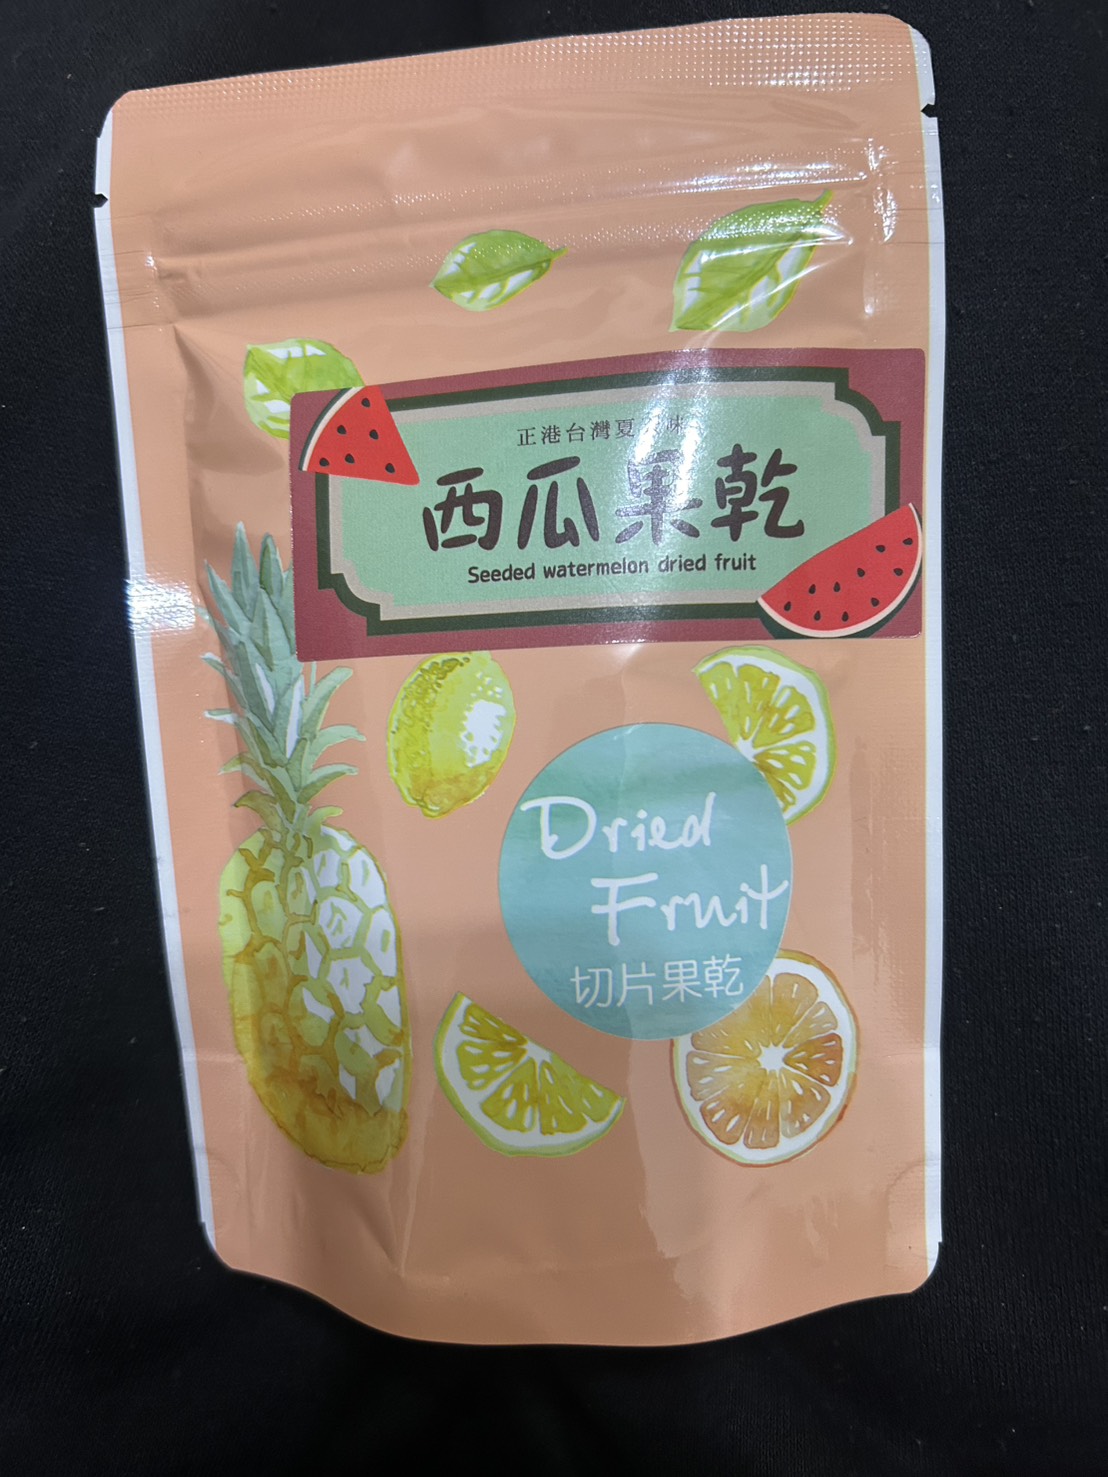 正港台灣夏味
西瓜果乾
Seeded watermelon dried fruit
Dried
Fruit
切片果乾